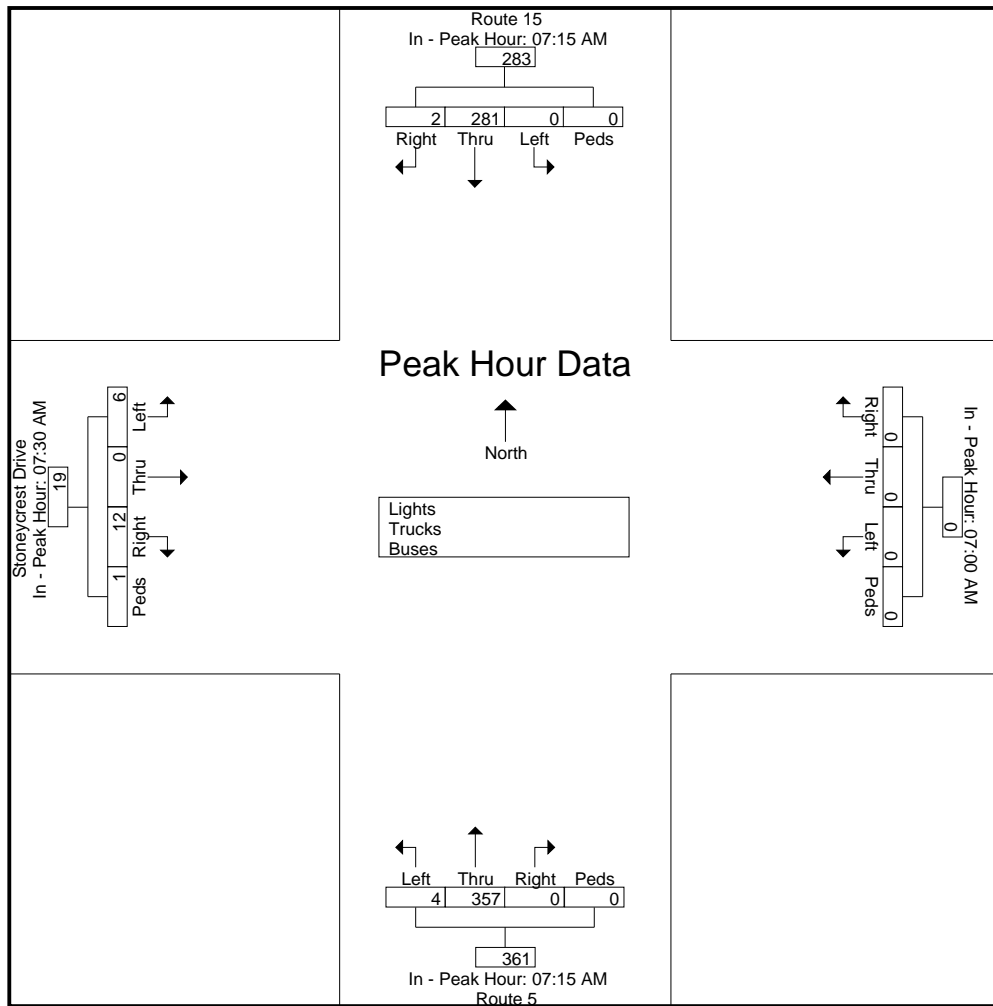 Route 15
In - Peak Hour: 07:15 AM
283
2 281 0 0
Right Thru Left Peds
Peak Hour Data
North
Lights
Trucks
Buses
Stoneycrest Drive
In - Peak Hour: 07:30 AM
19
6 0 12 1
Left Thru Right Peds
Right Thru Left Peds
0 0 0 0
0
In - Peak Hour: 07:00 AM
Left Thru Right Peds
4 357 0 0
361
In - Peak Hour: 07:15 AM
Route 5